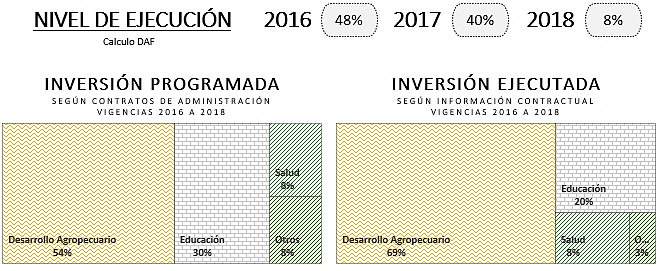 NIVEL DE EJECUCIÓN 2016 48% 2017 40% 2018 8%
Calculo DAF
INVERSIÓN PROGRAMADA
SEGÚN CONTRATOS DE ADMINISTRACIÓN
VIGENCIAS 2016 A 2018
Salud
8%
Desarrollo Agropecuario
54%
Educación
30%
Otros
8%
INVERSIÓN EJECUTADA
SEGÚN INFORMACIÓN CONTRACTUAL
VIGENCIAS 2016 A 2018
Educación
20%
Desarrollo Agropecuario
69%
Salud
8%
O...
3%